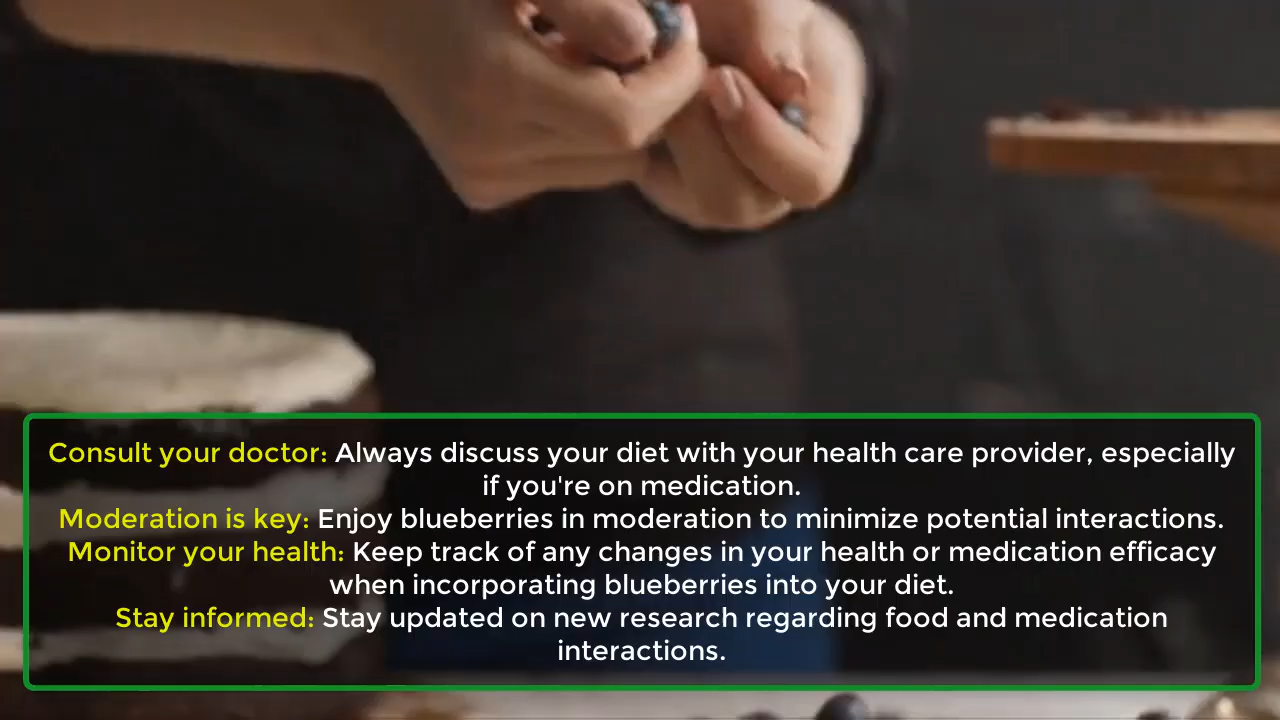 Consult your doctor: Always discuss your diet with your health care provider, especially
if you're on medication.
Moderation is key: Enjoy blueberries in moderation to minimize potential interactions.
Monitor your health: Keep track of any changes in your health or medication efficacy
when incorporating blueberries into your diet.
Stay informed: Stay updated on new research regarding food and medication
interactions.